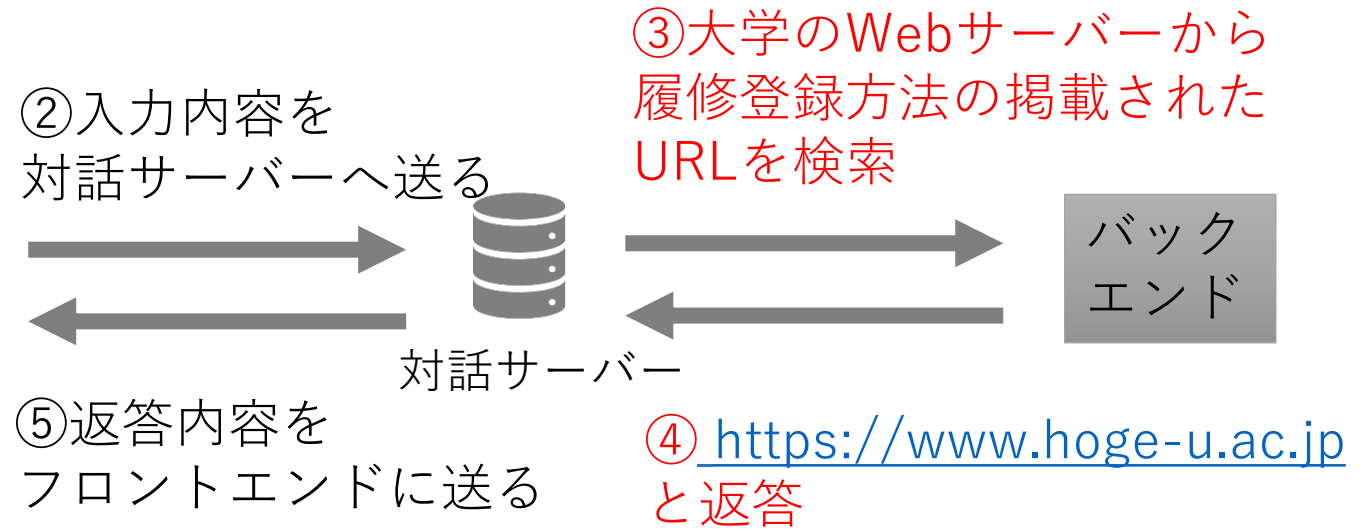 ②入力内容を
対話サーバーへ送る
③大学のWebサーバーから
履修登録方法の掲載された
URLを検索
バック
エンド
対話サーバー
⑤返答内容を
フロントエンドに送る
④ https://www.hoge-u.ac.jp
と返答